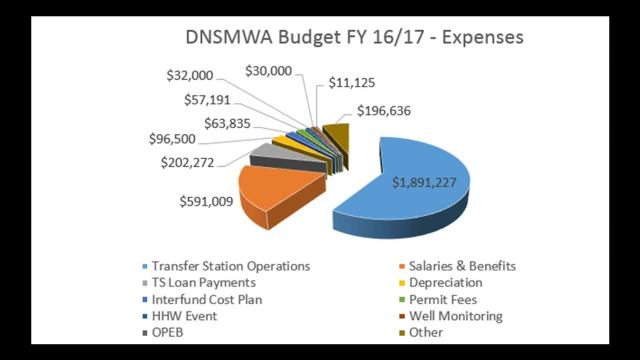 DNSMWA Budget FY 16/17 - Expenses
$30,000
$32,000
$11,125
$57,191
$196,636
$63,835
$96,500
$202,272
$1,891,227
$591,009
Transfer Station Operations
Salaries & Benefits
TS Loan Payments
Depreciation
Interfund Cost Plan
Permit Fees
HHW Event
Well Monitoring
OPEB
Other